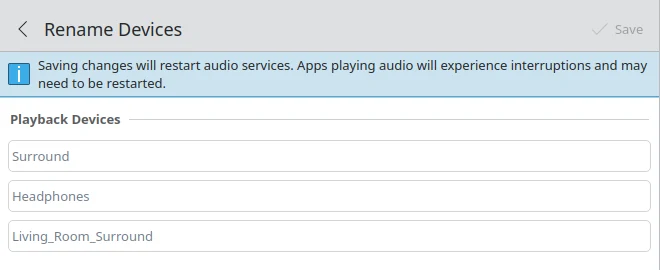 Rename Devices
Save
Saving changes will restart audio services. Apps playing audio will experience interruptions and may
need to be restarted.
Playback Devices
Surround
Headphones
Living_Room_Surround